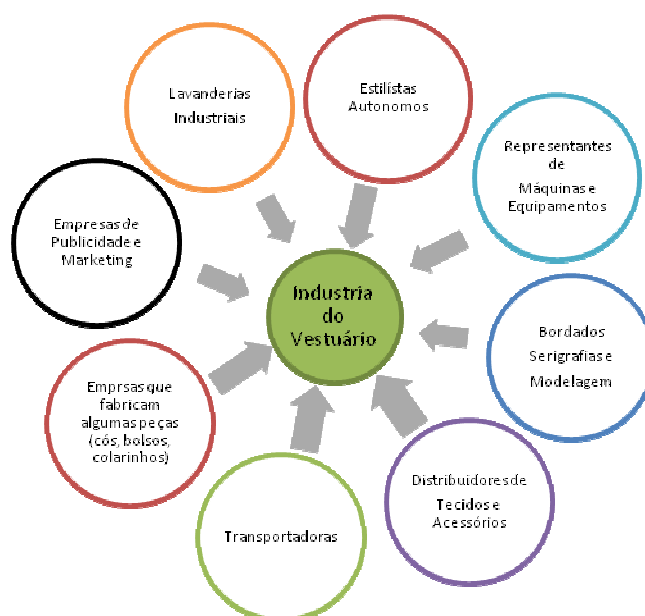 Lavanderias
Industriais
Estilístas
Autonomos
Representantes
de
Máquinas e
Equipamentos
Empresas de
Publicidade e
Marketing
Industria
do
Vestuário
Bordados
Serigrafias e
Modelagem
Emprsas que
fabricam
algumas peças
(cós, bolsos,
colarinhos)
Distribuidores de
Tecidos e
Acessórios
Transportadoras